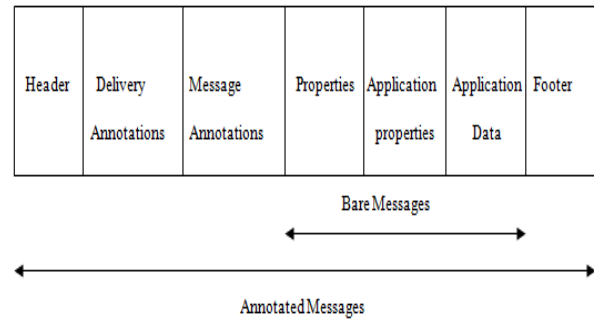 Header Delivery Message Properties Application Application Footer
Annotations Annotations properties Data
Bare Messages
Annotated Messages